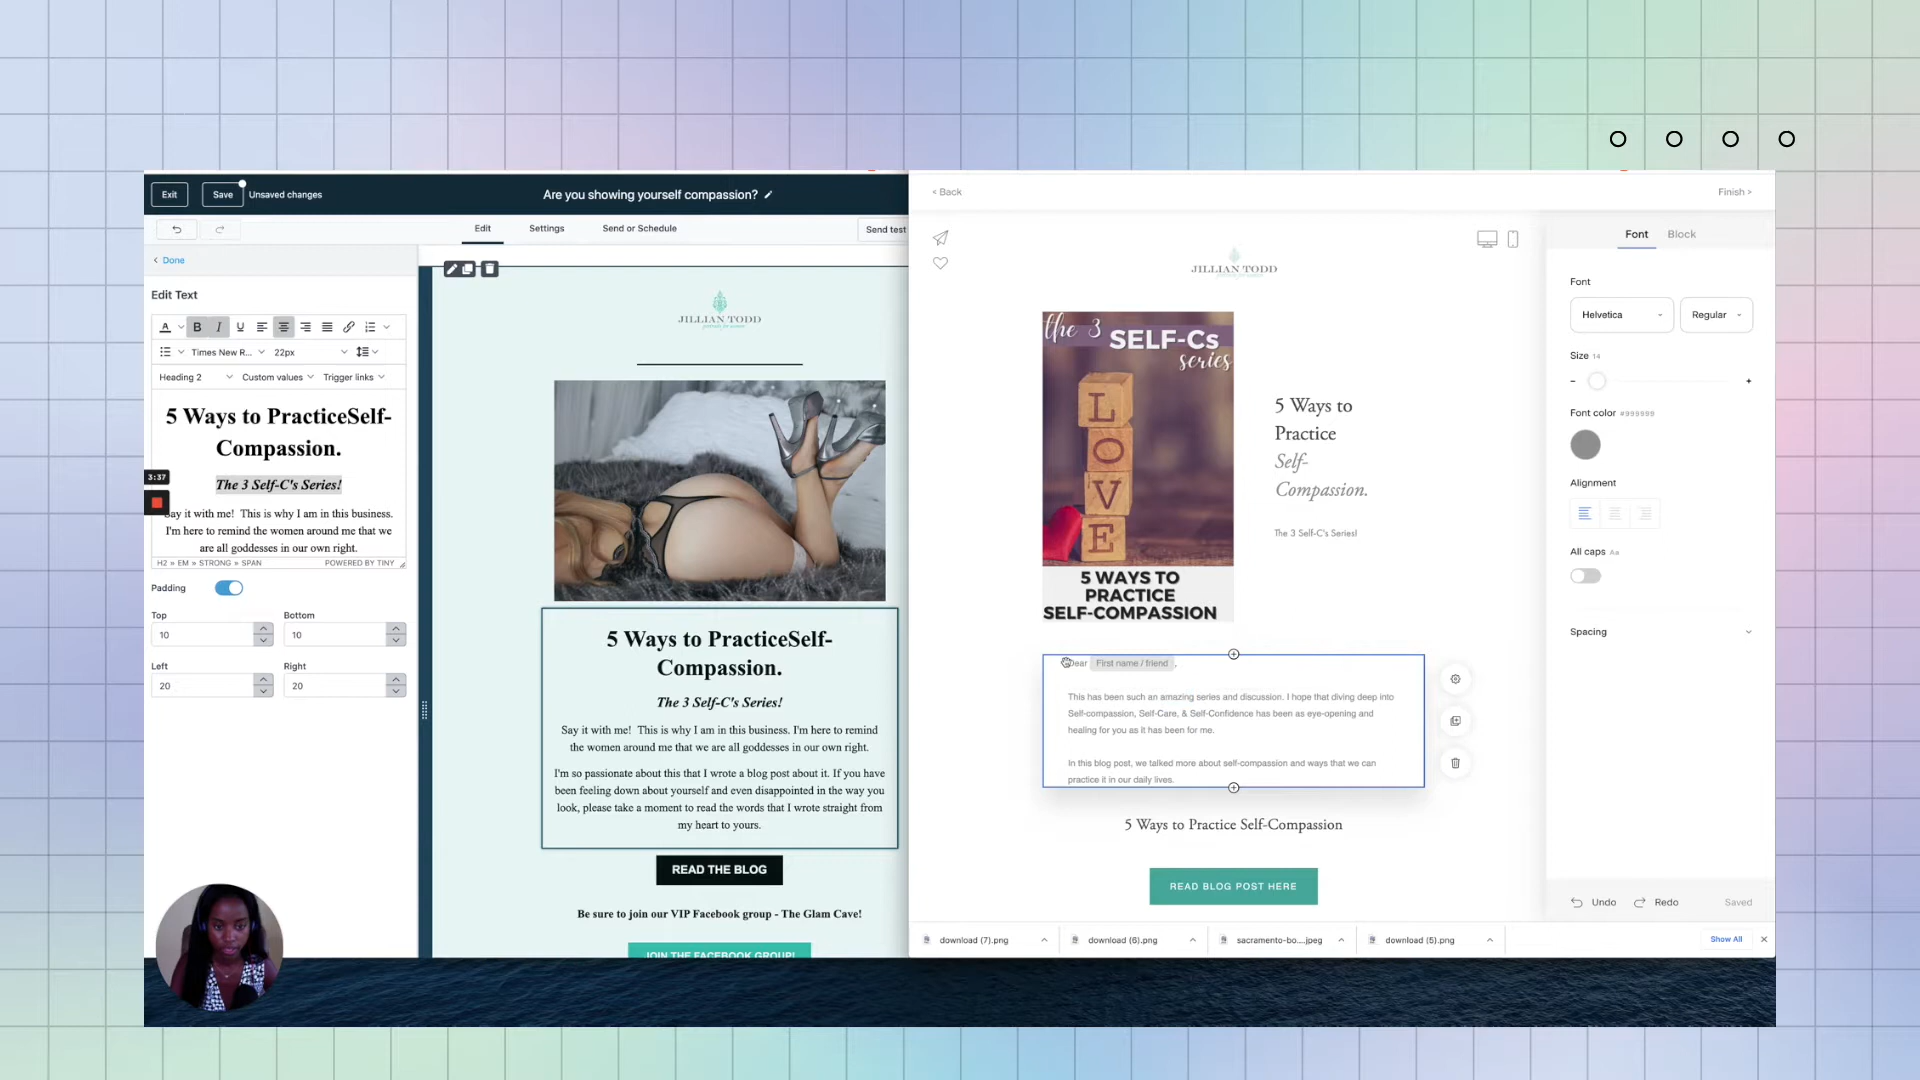 Exit
Save
Unsaved changes
Are you showing yourself compassion?
Edit
Settings
Send or Schedule
Send test
Done
Edit Text
A
B
I
U
Times New R...
22px
Heading 2
Custom values
Trigger links
5 Ways to PracticeSelf-
Compassion.
The 3 Self-C's Series!
Say it with me!  This is why I am in this business.
I'm here to remind the women around me that we
are all goddesses in our own right.
H2 » EM » STRONG » SPAN
POWERED BY TINY
3:37
Padding
Top
Bottom
10
10
Left
Right
20
20
JILLIAN TODD
portraits for women
5 Ways to PracticeSelf-
Compassion.
The 3 Self-C's Series!
Say it with me!  This is why I am in this business. I'm here to remind
the women around me that we are all goddesses in our own right.
I'm so passionate about this that I wrote a blog post about it. If you have
been feeling down about yourself and even disappointed in the way you
look, please take a moment to read the words that I wrote straight from
my heart to yours.
READ THE BLOG
Be sure to join our VIP Facebook group - The Glam Cave!
JOIN THE FACEBOOK GROUP!
< Back
Finish >
JILLIAN TODD
the 3
SELF-Cs
series
L
O
V
E
5 WAYS TO
PRACTICE
SELF-COMPASSION
5 Ways to
Practice
Self-
Compassion.
The 3 Self-C's Series!
Dear First name / friend ,
This has been such an amazing series and discussion. I hope that diving deep into
Self-compassion, Self-Care, & Self-Confidence has been as eye-opening and
healing for you as it has been for me.
In this blog post, we talked more about self-compassion and ways that we can
practice it in our daily lives.
5 Ways to Practice Self-Compassion
READ BLOG POST HERE
Font
Block
Font
Helvetica
Regular
Size 14
-
+
Font color #999999
Alignment
All caps Aa
Spacing
Undo
Redo
Saved
download (7).png
download (6).png
sacramento-bo....jpeg
download (5).png
Show All